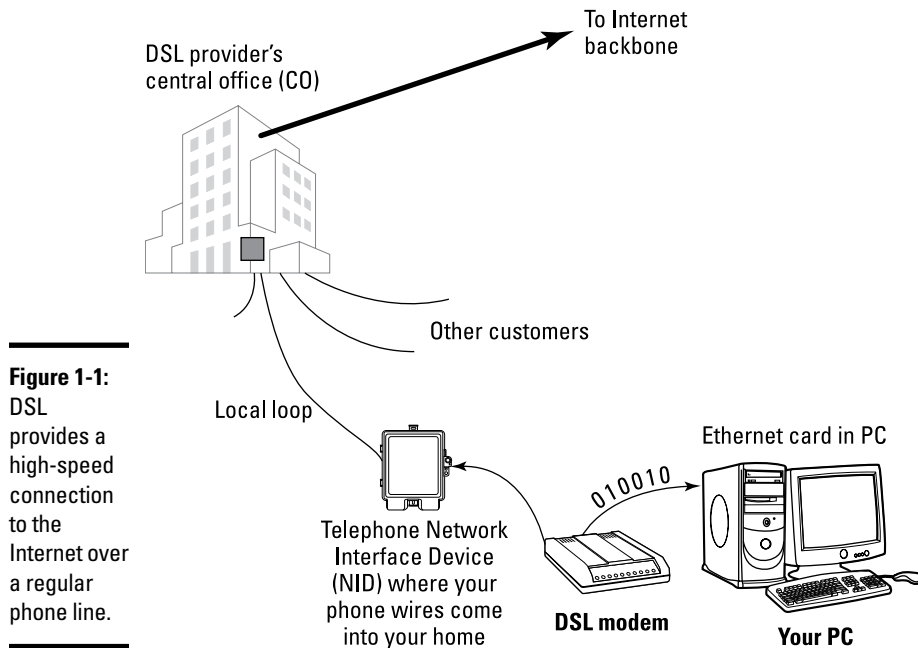 To Internet
backbone
DSL provider's
central office (CO)
Other customers
Local loop
Figure 1-1:
DSL
provides a
high-speed
connection
to the
Internet over
a regular
phone line.
Telephone Network
Interface Device
(NID) where your
phone wires come
into your home
010010
DSL modem
Ethernet card in PC
Your PC